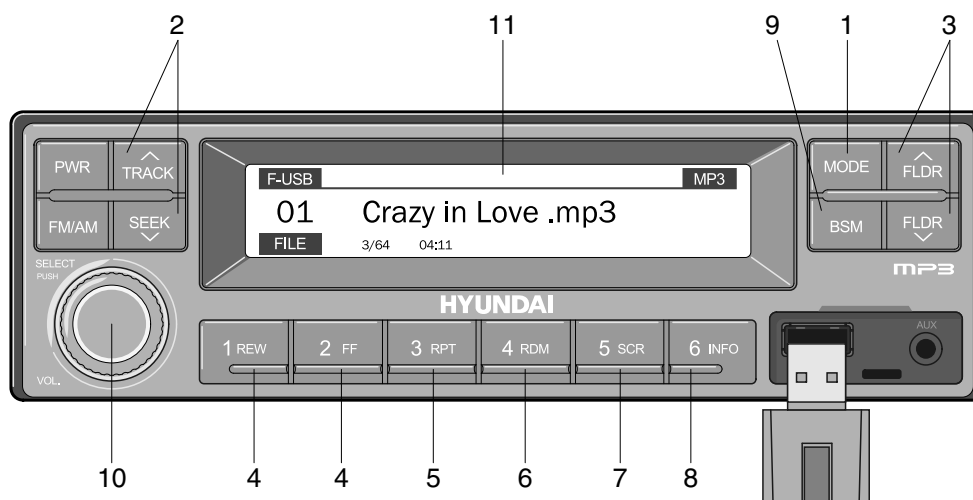 2 11 9 1 3
PWR TRACK
FM/AM SEEK
F-USB MP3
01 Crazy in Love .mp3
FILE 3/64 04:11
MODE FLDR
BSM FLDR
MP3
SELECT
PUSH
VOL.
HYUNDAI
1 REW 2 FF 3 RPT 4 RDM 5 SCR 6 INFO
AUX
10 4 4 5 6 7 8